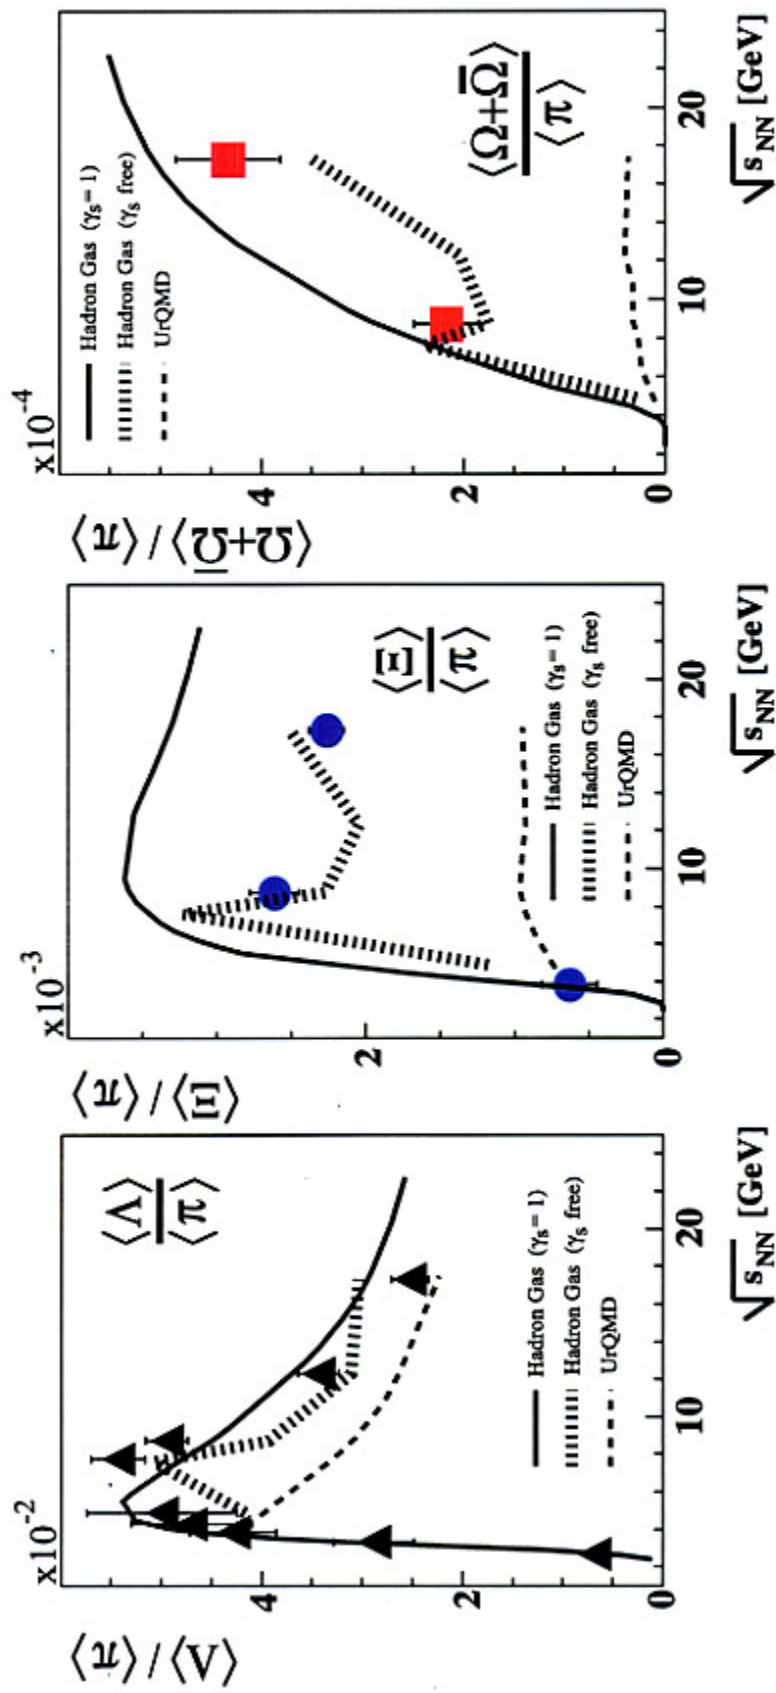 ⟨Λ⟩ / ⟨π⟩
x10⁻²
⟨Λ⟩
⟨π⟩
Hadron Gas (γₛ= 1)
Hadron Gas (γₛ free)
UrQMD
4
2
0
10
20
√sNN [GeV]
⟨Ξ⟩ / ⟨π⟩
x10⁻³
⟨Ξ⟩
⟨π⟩
Hadron Gas (γₛ= 1)
Hadron Gas (γₛ free)
UrQMD
2
0
10
20
√sNN [GeV]
⟨Ω+Ω̅⟩ / ⟨π⟩
x10⁻⁴
Hadron Gas (γₛ= 1)
Hadron Gas (γₛ free)
UrQMD
⟨Ω+Ω̅⟩
⟨π⟩
4
2
0
10
20
√sNN [GeV]